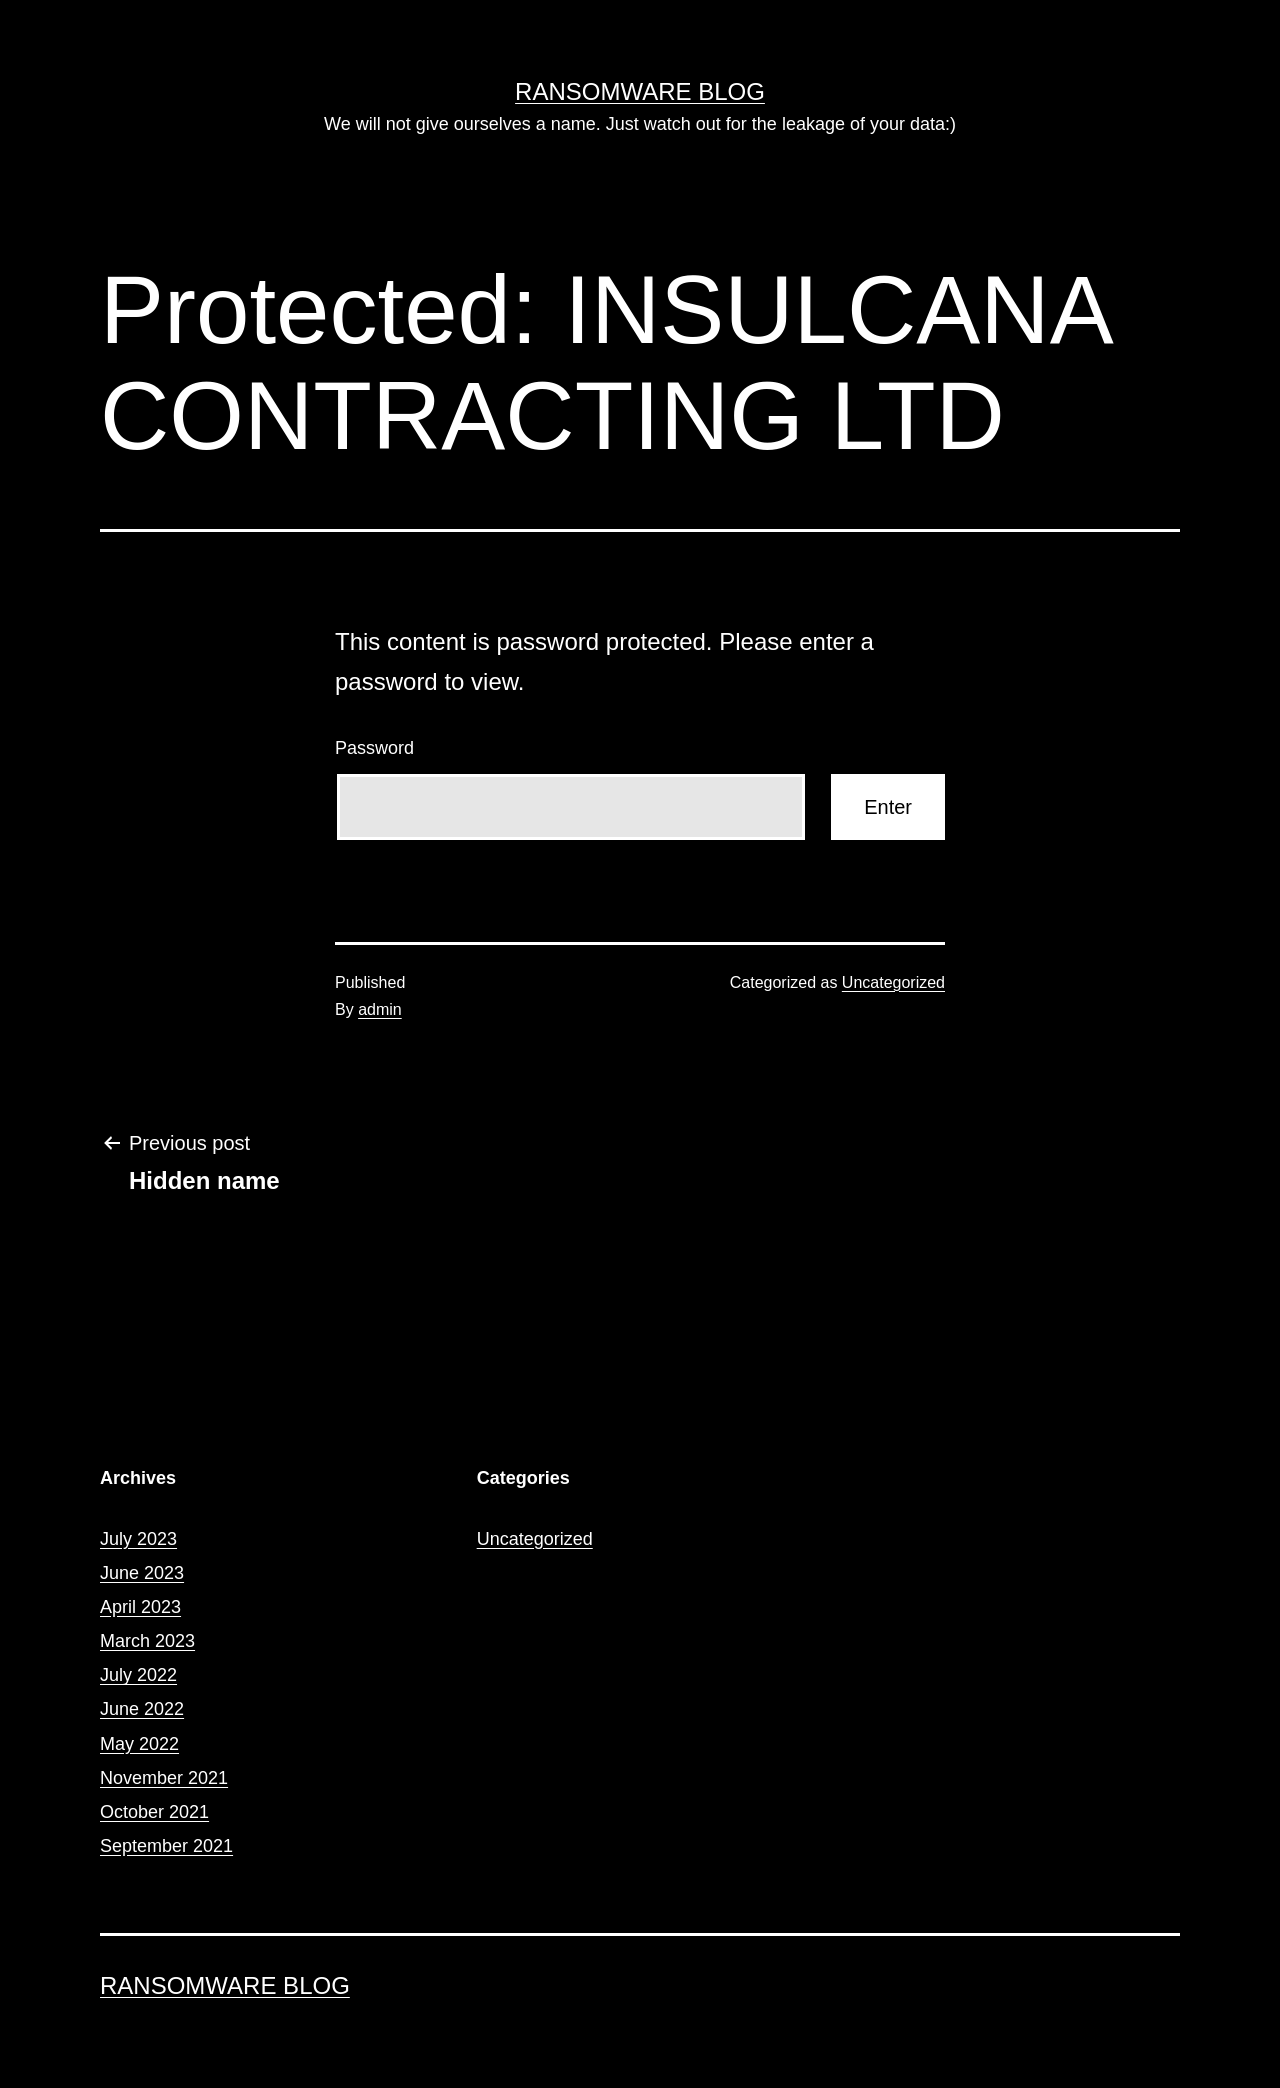 RANSOMWARE BLOG
We will not give ourselves a name. Just watch out for the leakage of your data:)
Protected: INSULCANA
CONTRACTING LTD
This content is password protected. Please enter a
password to view.
Password
Enter
Published
By admin
Categorized as Uncategorized
Previous post
Hidden name
Archives
July 2023
June 2023
April 2023
March 2023
July 2022
June 2022
May 2022
November 2021
October 2021
September 2021
Categories
Uncategorized
RANSOMWARE BLOG